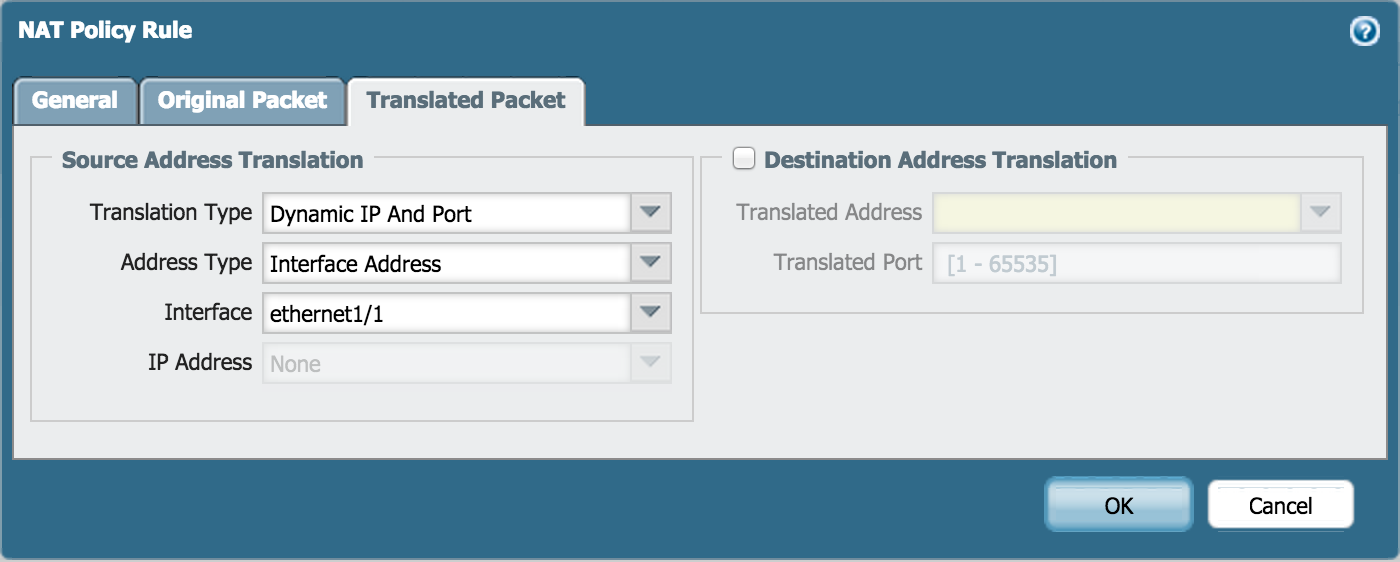 NAT Policy Rule
?
General
Original Packet
Translated Packet
Source Address Translation
Translation Type Dynamic IP And Port
Address Type Interface Address
Interface ethernet1/1
IP Address None
Destination Address Translation
Translated Address
Translated Port [1 - 65535]
OK
Cancel